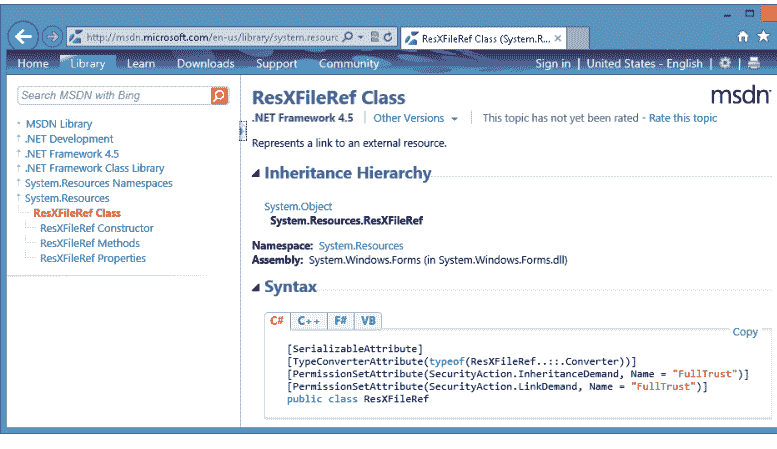 http://msdn.microsoft.com/en-us/library/system.resourc
ResXFileRef Class (System.R...
Home Library Learn Downloads Support Community Sign in | United States - English
Search MSDN with Bing
MSDN Library
.NET Development
.NET Framework 4.5
.NET Framework Class Library
System.Resources Namespaces
System.Resources
ResXFileRef Class
ResXFileRef Constructor
ResXFileRef Methods
ResXFileRef Properties
msdn
ResXFileRef Class
.NET Framework 4.5 | Other Versions | This topic has not yet been rated - Rate this topic
Represents a link to an external resource.
Inheritance Hierarchy
System.Object
System.Resources.ResXFileRef
Namespace: System.Resources
Assembly: System.Windows.Forms (in System.Windows.Forms.dll)
Syntax
C# C++ F# VB
Copy
[SerializableAttribute]
[TypeConverterAttribute(typeof(ResXFileRef..::.Converter))]
[PermissionSetAttribute(SecurityAction.InheritanceDemand, Name = "FullTrust")]
[PermissionSetAttribute(SecurityAction.LinkDemand, Name = "FullTrust")]
public class ResXFileRef